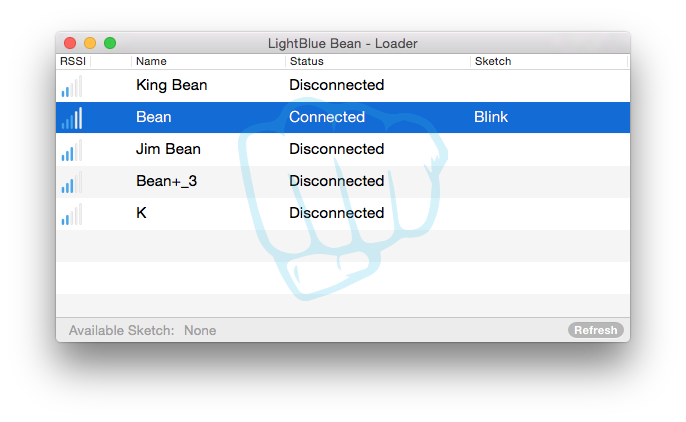 LightBlue Bean - Loader
RSSI Name Status Sketch
King Bean Disconnected
Bean Connected Blink
Jim Bean Disconnected
Bean+_3 Disconnected
K Disconnected
Available Sketch: None Refresh